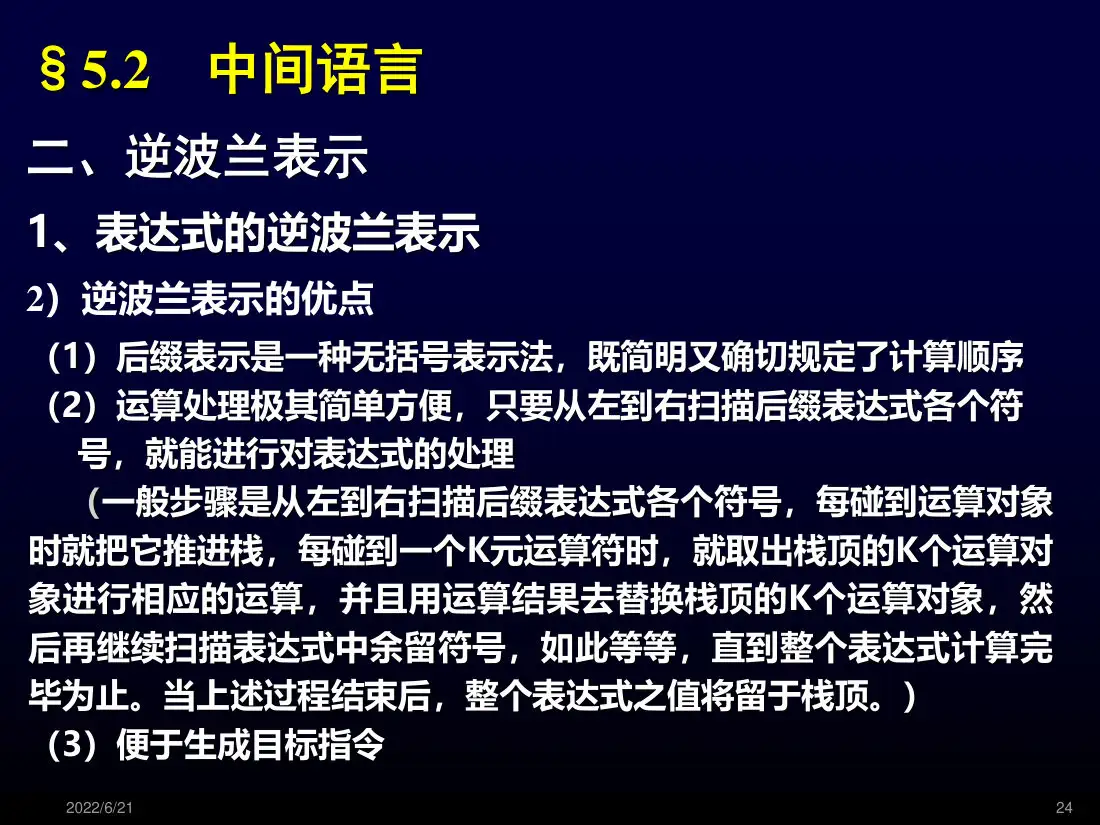 §5.2 中间语言
二、逆波兰表示
1、表达式的逆波兰表示
2）逆波兰表示的优点
（1）后缀表示是一种无括号表示法，既简明又确切规定了计算顺序
（2）运算处理极其简单方便，只要从左到右扫描后缀表达式各个符
号，就能进行对表达式的处理
（一般步骤是从左到右扫描后缀表达式各个符号，每碰到运算对象
时就把它推进栈，每碰到一个K元运算符时，就取出栈顶的K个运算对
象进行相应的运算，并且用运算结果去替换栈顶的K个运算对象，然
后再继续扫描表达式中余留符号，如此等等，直到整个表达式计算完
毕为止。当上述过程结束后，整个表达式之值将留于栈顶。）
（3）便于生成目标指令
2022/6/21
24